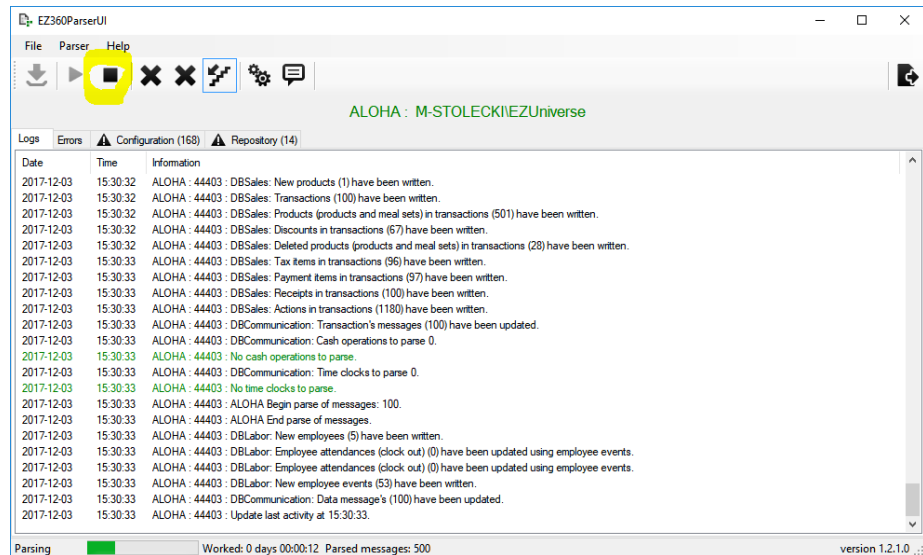 EZ360ParserUI
File Parser Help
ALOHA : M-STOLECKI\EZUniverse
Logs Errors Configuration (168) Repository (14)
Date Time Information
2017-12-03 15:30:32 ALOHA : 44403 : DBSales: New products (1) have been written.
2017-12-03 15:30:32 ALOHA : 44403 : DBSales: Transactions (100) have been written.
2017-12-03 15:30:32 ALOHA : 44403 : DBSales: Products (products and meal sets) in transactions (501) have been written.
2017-12-03 15:30:32 ALOHA : 44403 : DBSales: Discounts in transactions (67) have been written.
2017-12-03 15:30:32 ALOHA : 44403 : DBSales: Deleted products (products and meal sets) in transactions (28) have been written.
2017-12-03 15:30:33 ALOHA : 44403 : DBSales: Tax items in transactions (96) have been written.
2017-12-03 15:30:33 ALOHA : 44403 : DBSales: Payment items in transactions (97) have been written.
2017-12-03 15:30:33 ALOHA : 44403 : DBSales: Receipts in transactions (100) have been written.
2017-12-03 15:30:33 ALOHA : 44403 : DBSales: Actions in transactions (1180) have been written.
2017-12-03 15:30:33 ALOHA : 44403 : DBCommunication: Transaction's messages (100) have been updated.
2017-12-03 15:30:33 ALOHA : 44403 : DBCommunication: Cash operations to parse 0.
2017-12-03 15:30:33 ALOHA : 44403 : No cash operations to parse.
2017-12-03 15:30:33 ALOHA : 44403 : DBCommunication: Time clocks to parse 0.
2017-12-03 15:30:33 ALOHA : 44403 : No time clocks to parse.
2017-12-03 15:30:33 ALOHA : 44403 : ALOHA Begin parse of messages: 100.
2017-12-03 15:30:33 ALOHA : 44403 : ALOHA End parse of messages.
2017-12-03 15:30:33 ALOHA : 44403 : DBLabor: New employees (5) have been written.
2017-12-03 15:30:33 ALOHA : 44403 : DBLabor: Employee attendances (clock out) (0) have been updated using employee events.
2017-12-03 15:30:33 ALOHA : 44403 : DBLabor: Employee attendances (clock out) (0) have been updated using employee events.
2017-12-03 15:30:33 ALOHA : 44403 : DBLabor: New employee events (53) have been written.
2017-12-03 15:30:33 ALOHA : 44403 : DBCommunication: Data message's (100) have been updated.
2017-12-03 15:30:33 ALOHA : 44403 : Update last activity at 15:30:33.
Parsing Worked: 0 days 00:00:12 Parsed messages: 500 version 1.2.1.0